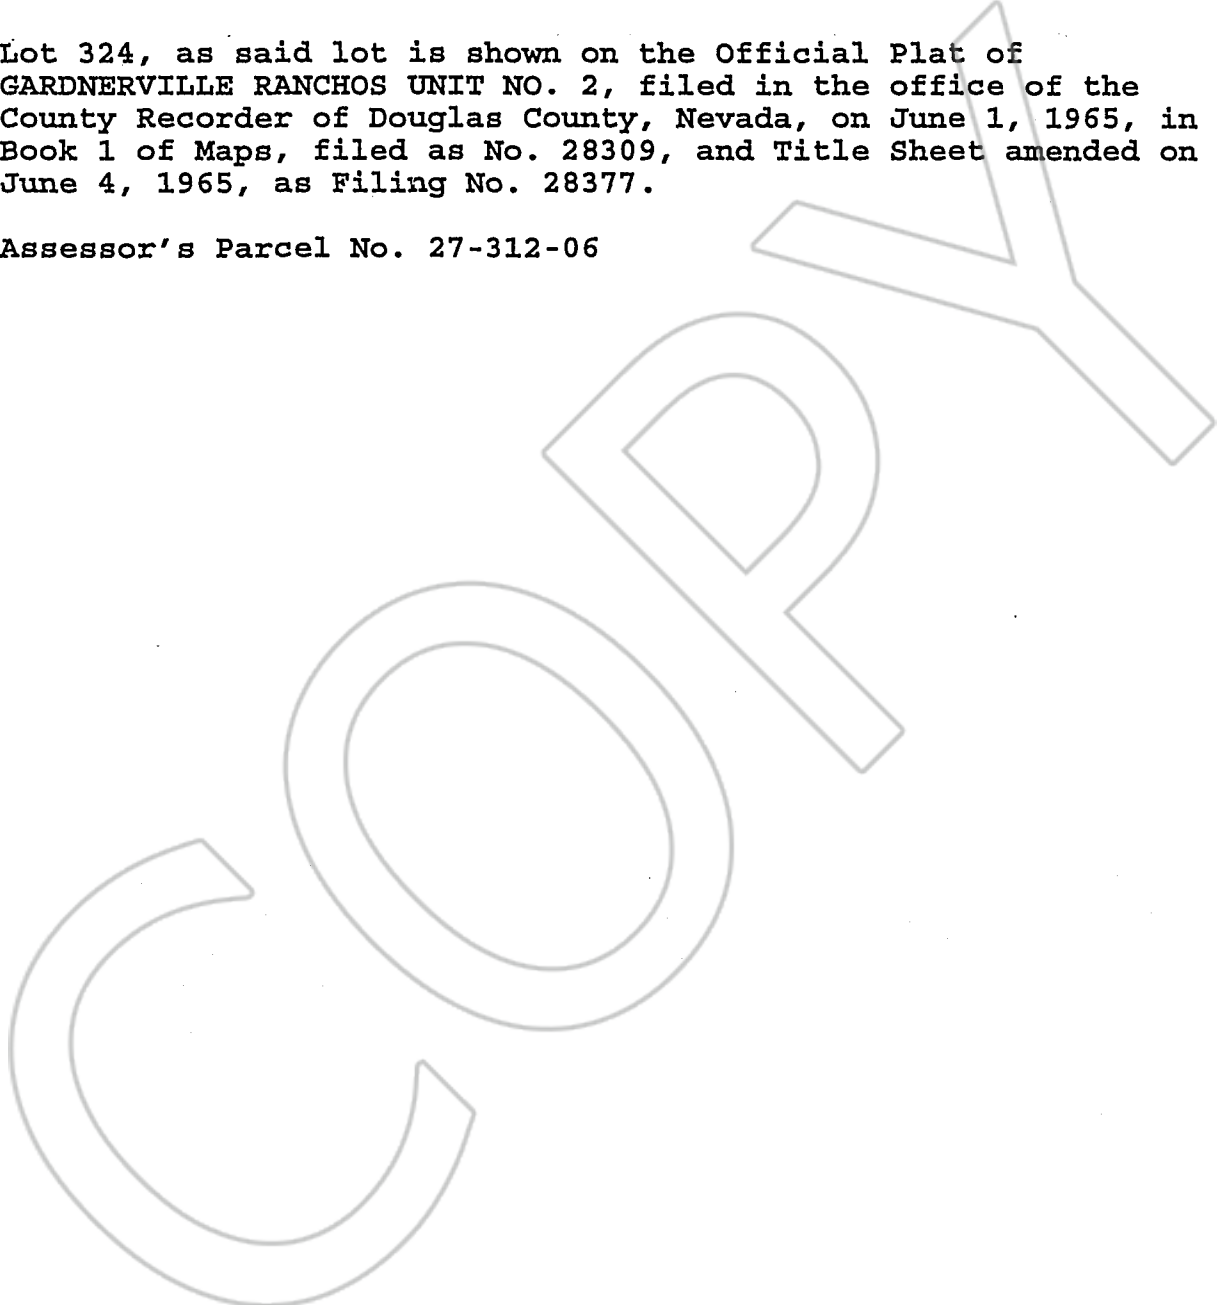 Lot 324, as said lot is shown on the Official Plat of
GARDNERVILLE RANCHOS UNIT NO. 2, filed in the office of the
County Recorder of Douglas County, Nevada, on June 1, 1965, in
Book 1 of Maps, filed as No. 28309, and Title Sheet amended on
June 4, 1965, as Filing No. 28377.
Assessor's Parcel No. 27-312-06
COPY